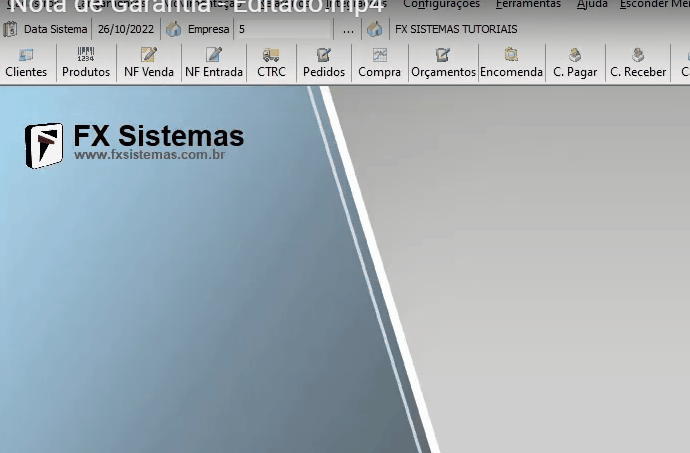 Nota de Garantia - Editado.mp4
Configurações Ferramentas Ajuda Esconder
Data Sistema 26/10/2022 Empresa 5 ... FX SISTEMAS TUTORIAIS
Clientes Produtos NF Venda NF Entrada CTRC Pedidos Compra Orçamentos Encomenda C. Pagar C. Receber
FX Sistemas
www.fxsistemas.com.br